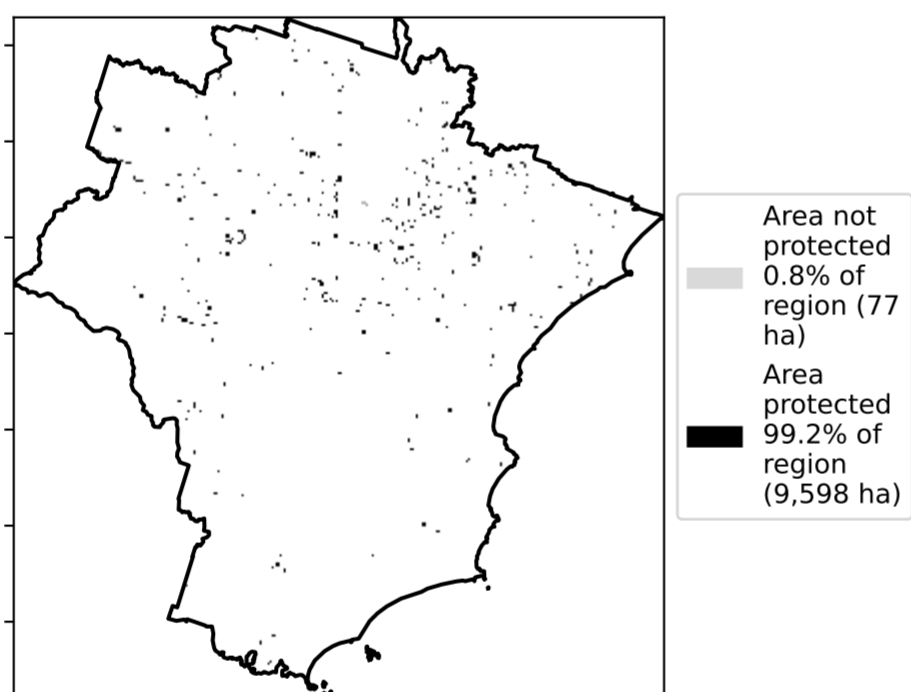 Area not
protected
0.8% of
region (77
ha)
Area
protected
99.2% of
region
(9,598 ha)